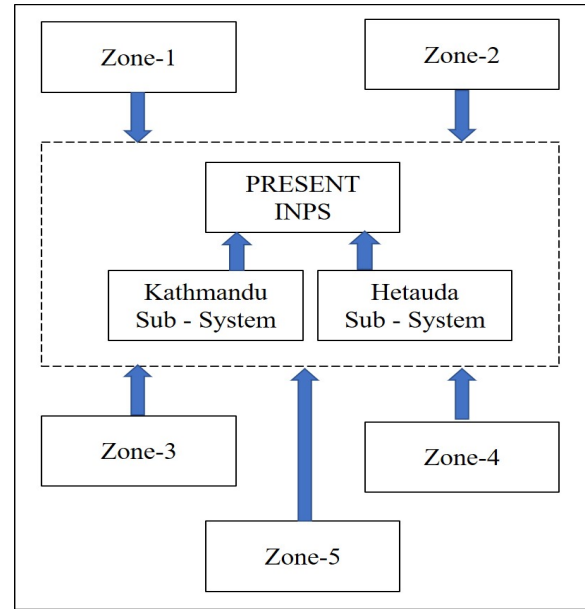 Zone-1
Zone-2
PRESENT
INPS
Kathmandu
Sub - System
Hetauda
Sub - System
Zone-3
Zone-4
Zone-5